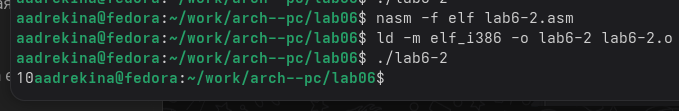 aadrekina@fedora:~/work/arch--pc/lab06$ nasm -f elf lab6-2.asm
aadrekina@fedora:~/work/arch--pc/lab06$ ld -m elf_i386 -o lab6-2 lab6-2.o
aadrekina@fedora:~/work/arch--pc/lab06$ ./lab6-2
10aadrekina@fedora:~/work/arch--pc/lab06$